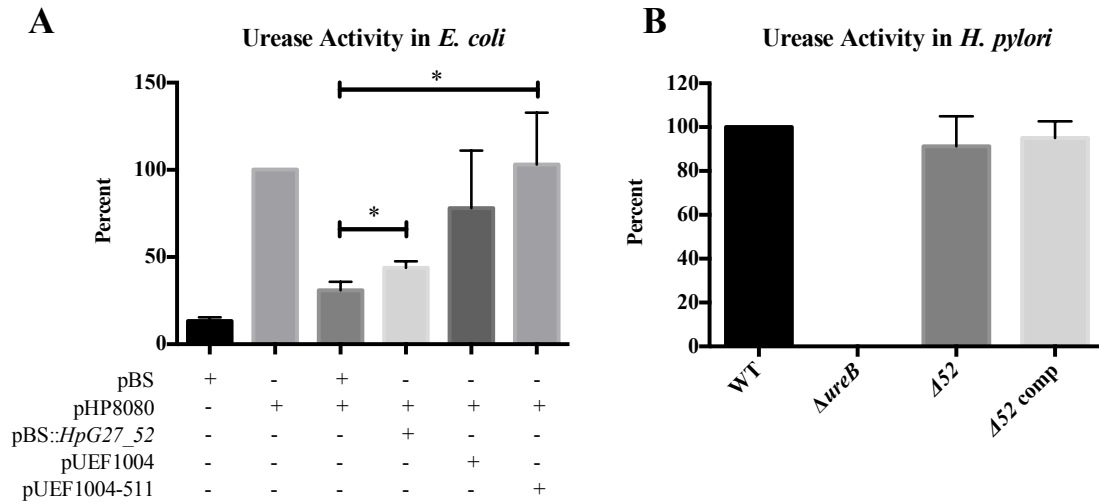 A
Urease Activity in E. coli
Percent
150
100
50
0
*
*
pBS + - + - - -
pHP8080 - + + + + +
pBS::HpG27_52 - - - + - -
pUEF1004 - - - - + -
pUEF1004-511 - - - - - +
B
Urease Activity in H. pylori
Percent
120
100
80
60
40
20
0
WT
ΔureB
Δ52
Δ52 comp